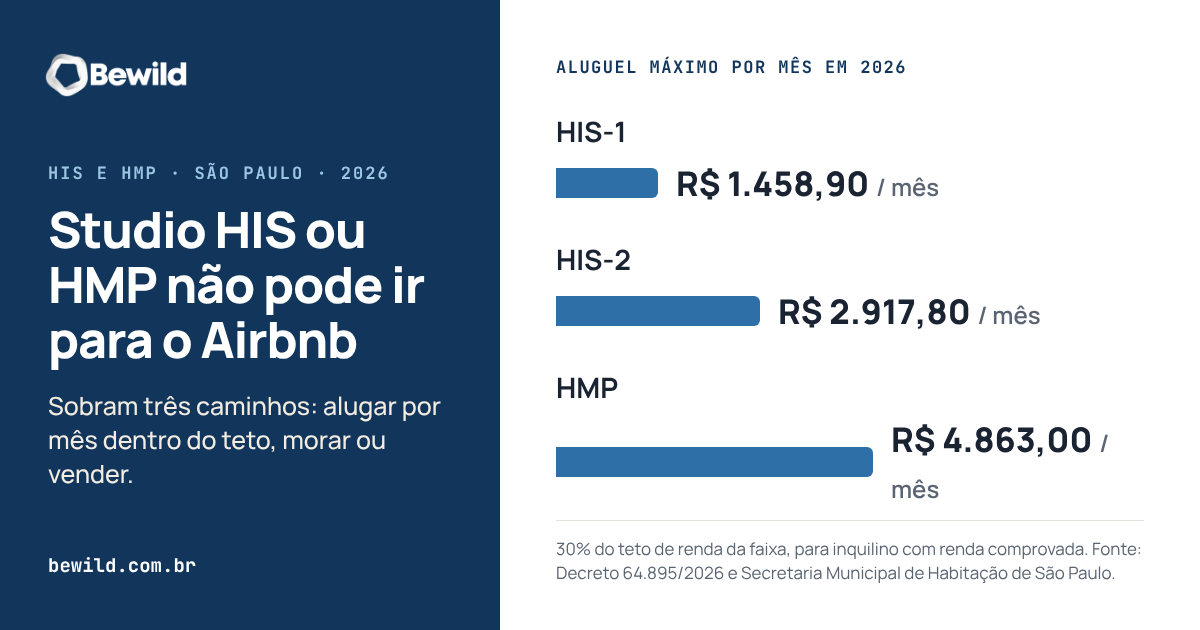 Bewild
HIS E HMP · SÃO PAULO · 2026
Studio HIS ou
HMP não pode ir
para o Airbnb
Sobram três caminhos: alugar por
mês dentro do teto, morar ou
vender.
bewild.com.br
ALUGUEL MÁXIMO POR MÊS EM 2026
HIS-1
R$ 1.458,90 / mês
HIS-2
R$ 2.917,80 / mês
HMP
R$ 4.863,00 /
mês
30% do teto de renda da faixa, para inquilino com renda comprovada. Fonte:
Decreto 64.895/2026 e Secretaria Municipal de Habitação de São Paulo.